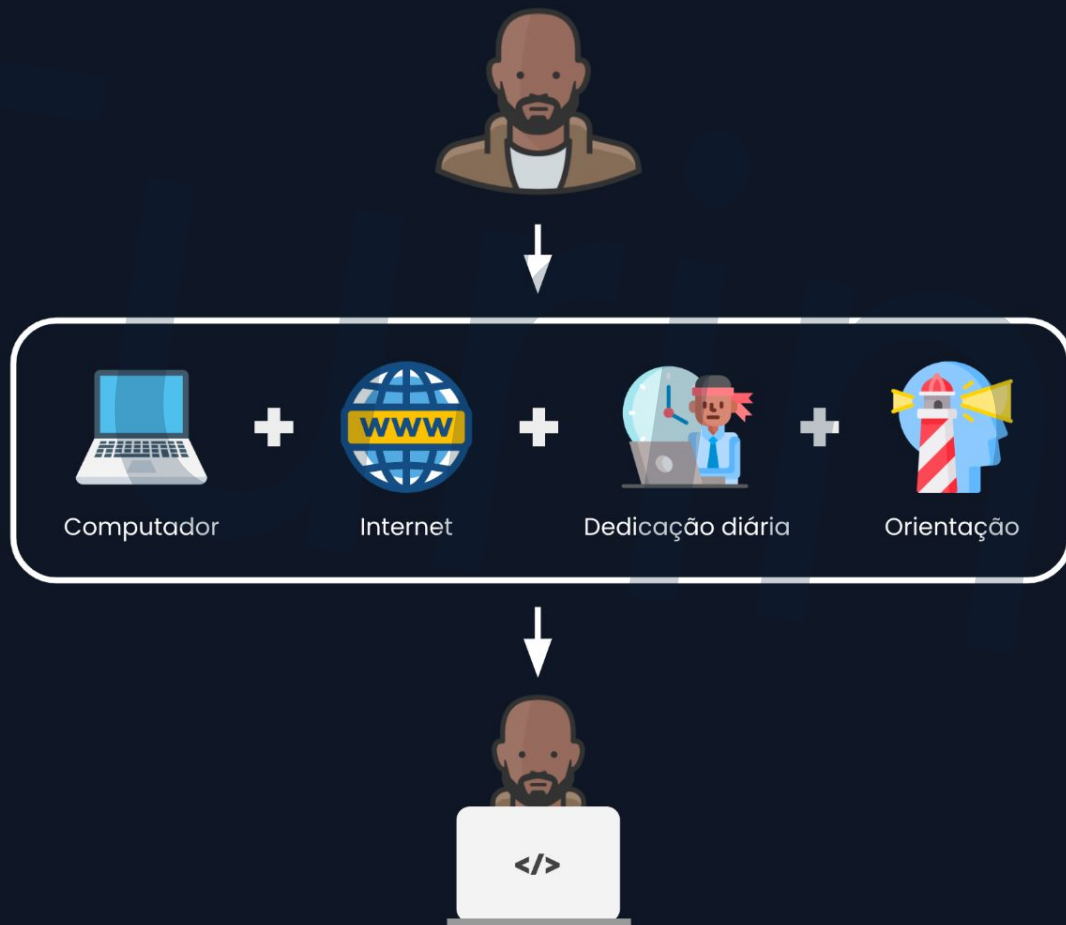 WWW
Computador
Internet
Dedicação diária
Orientação
</>